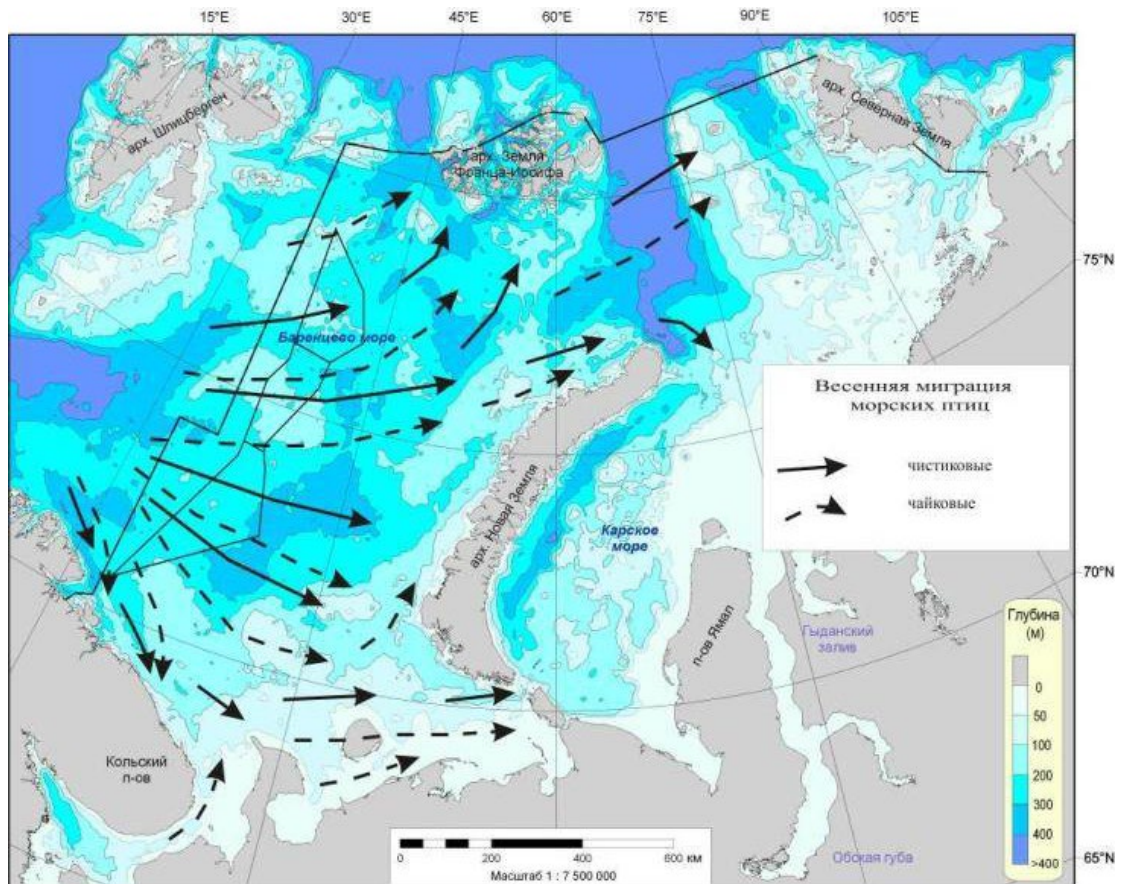 15°E
30°E
45°E
60°E
75°E
90°E
105°E
арх. Шпицберген
арх. Земля
Франца-Иосифа
арх. Северная Земля
75°N
Баренцево море
Весенняя миграция
морских птиц
чистиковые
чайковые
арх. Новая Земля
Карское
море
70°N
п-ов Ямал
Гыданский
залив
Глубина
(м)
0
50
100
200
300
400
>400
Кольский
п-ов
0 200 400 600 км
Масштаб 1 : 7 500 000
Обская губа
65°N